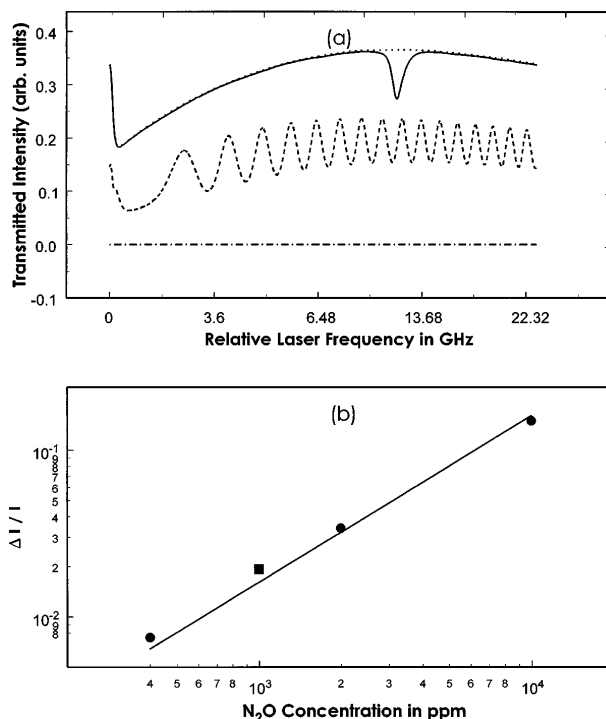 (a)
Transmitted Intensity (arb. units)
0.4
0.3
0.2
0.1
0.0
-0.1
0 3.6 6.48 13.68 22.32
Relative Laser Frequency in GHz
(b)
Δ I / I
10⁻¹
9
8
7
6
5
4
3
2
10⁻²
9
8
4 5 6 7 8 10³ 2 3 4 5 6 7 8 10⁴
N₂O Concentration in ppm